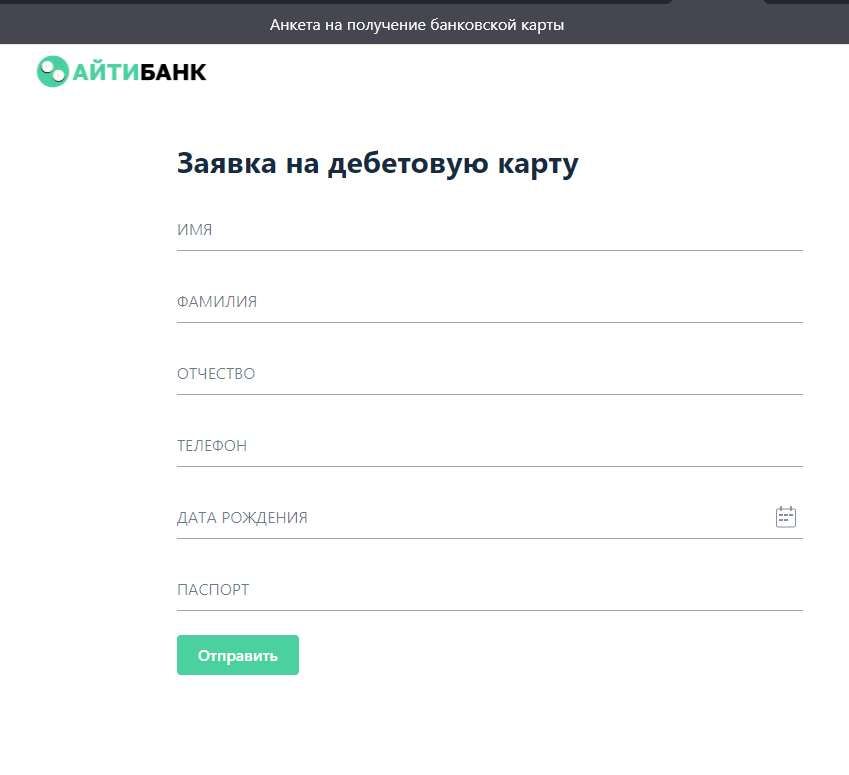 Анкета на получение банковской карты
АЙТИБАНК
Заявка на дебетовую карту
ИМЯ
ФАМИЛИЯ
ОТЧЕСТВО
ТЕЛЕФОН
ДАТА РОЖДЕНИЯ
ПАСПОРТ
Отправить